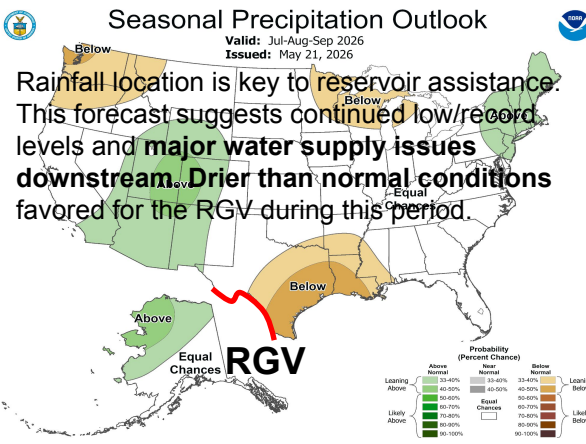 Seasonal Precipitation Outlook
Valid: Jul-Aug-Sep 2026
Issued: May 21, 2026
NOAA
Below
Rainfall location is key to reservoir assistance.
Below
This forecast suggests continued low/record
Above
levels and major water supply issues
downstream. Drier than normal conditions
Above
Equal
Chances
favored for the RGV during this period.
Below
Above
Equal
Chances
RGV
Probability
(Percent Chance)
Above
Normal
Near
Normal
Below
Normal
Leaning
Above
33-40%
33-40%
33-40%
Leaning
Below
40-50%
40-50%
40-50%
Likely
Above
50-60%
Equal
Chances
50-60%
Likely
Below
60-70%
60-70%
70-80%
70-80%
80-90%
80-90%
90-100%
90-100%